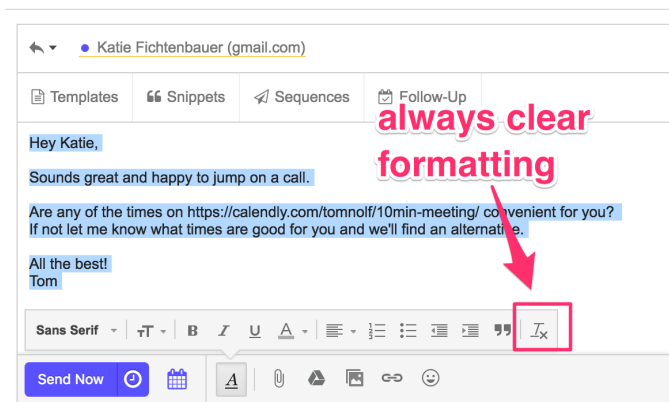 Katie Fichtenbauer (gmail.com)
Templates Snippets Sequences Follow-Up
always clear
formatting
Hey Katie,
Sounds great and happy to jump on a call.
Are any of the times on https://calendly.com/tomnolf/10min-meeting/ convenient for you?
If not let me know what times are good for you and we'll find an alternative.
All the best!
Tom
Sans Serif TT B I U A Tx
Send Now A